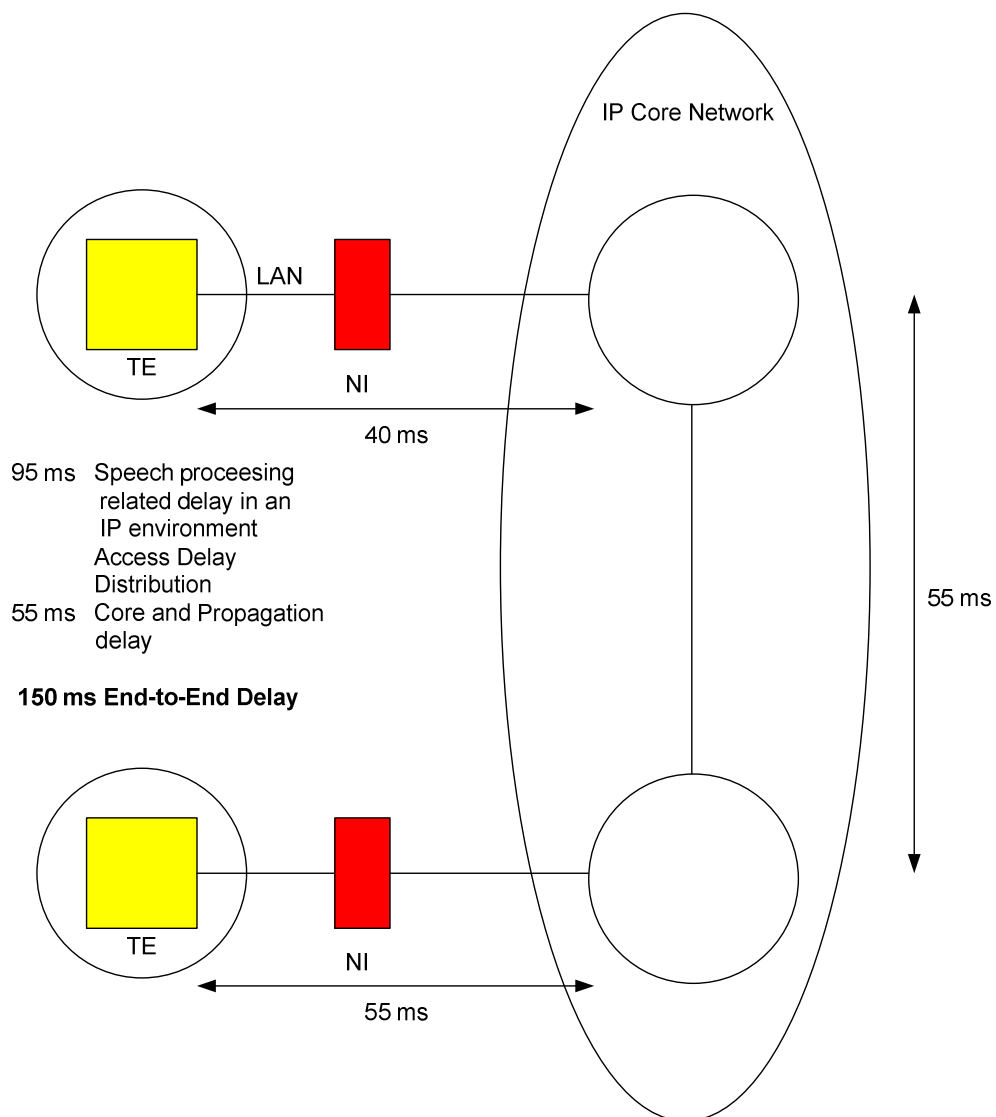 IP Core Network
LAN
TE
NI
40 ms
95 ms Speech proceesing
related delay in an
IP environment
Access Delay
Distribution
55 ms Core and Propagation
delay
55 ms
150 ms End-to-End Delay
TE
NI
55 ms